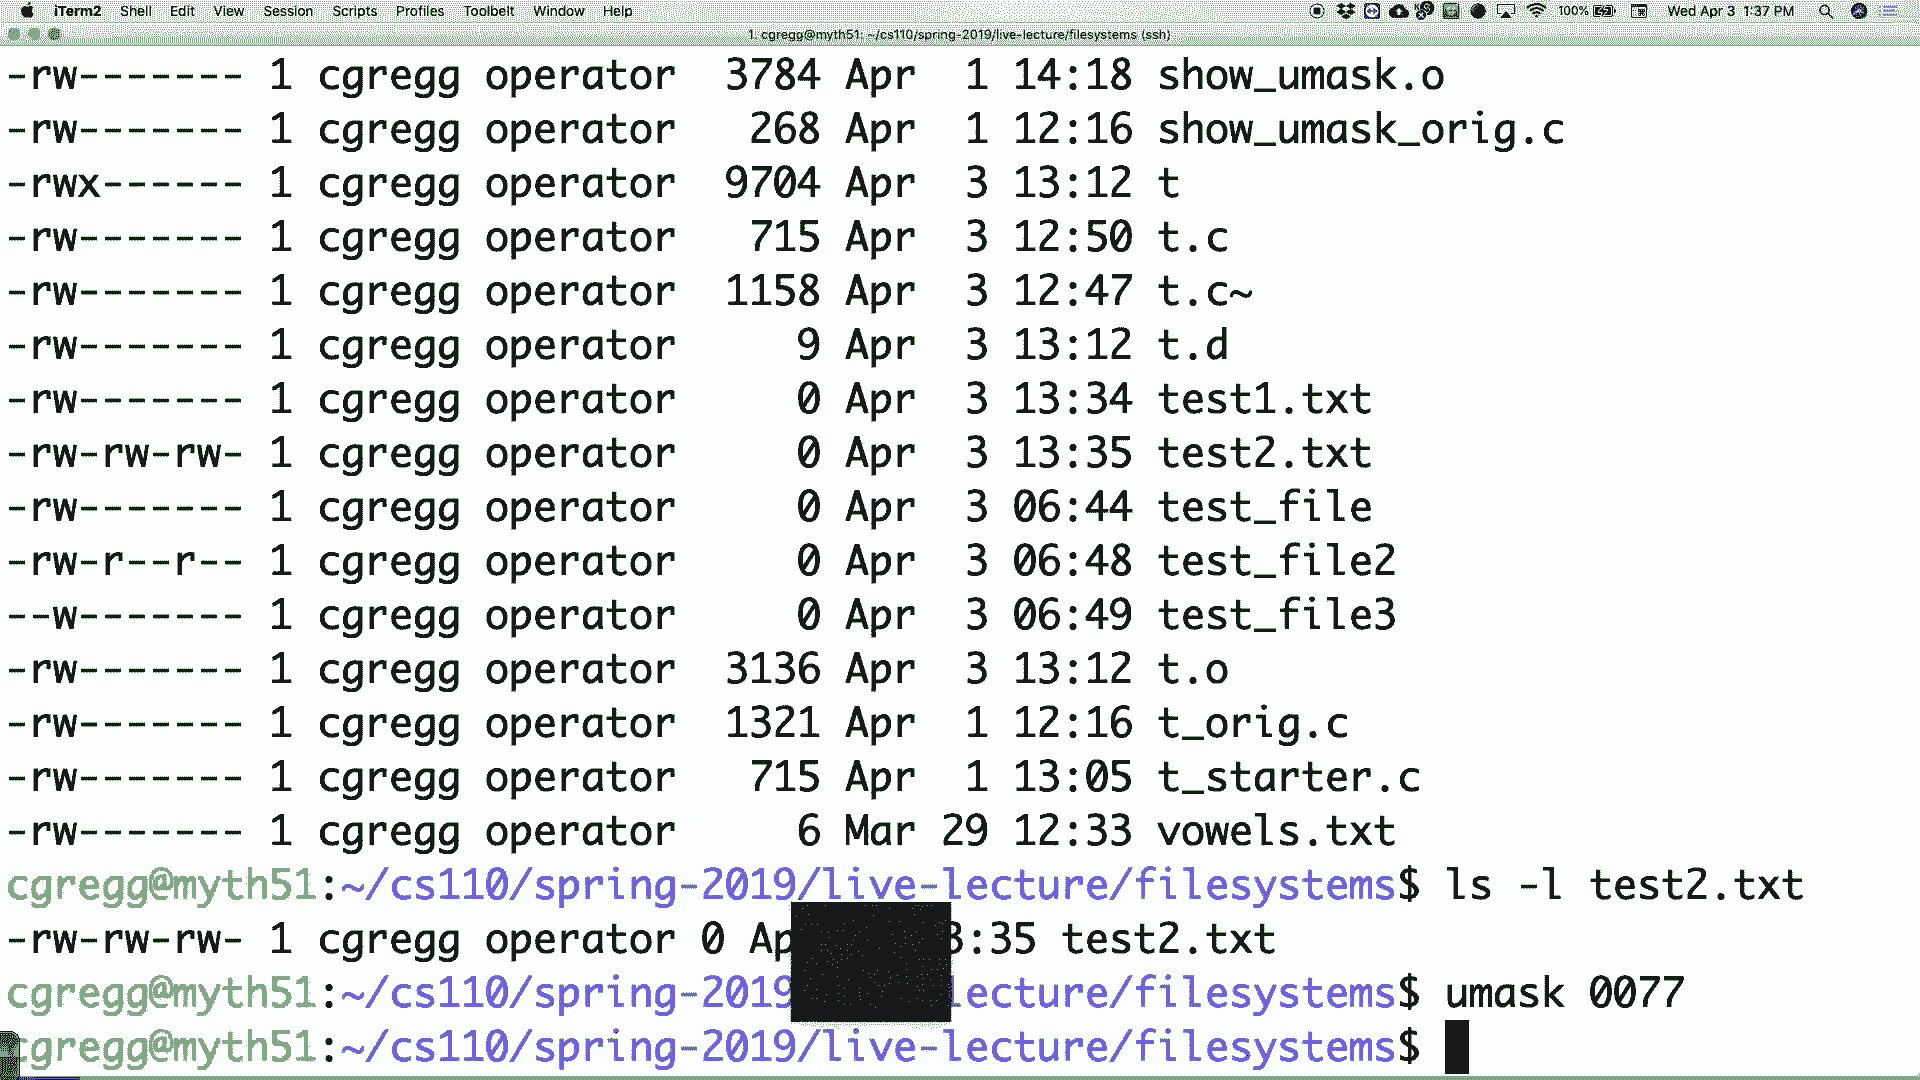 iTerm2 Shell Edit View Session Scripts Profiles Toolbelt Window Help 100% Wed Apr 3 1:37 PM
1. cgregg@myth51: ~/cs110/spring-2019/live-lecture/filesystems (ssh)
-rw------- 1 cgregg operator 3784 Apr 1 14:18 show_umask.o
-rw------- 1 cgregg operator 268 Apr 1 12:16 show_umask_orig.c
-rwx------ 1 cgregg operator 9704 Apr 3 13:12 t
-rw------- 1 cgregg operator 715 Apr 3 12:50 t.c
-rw------- 1 cgregg operator 1158 Apr 3 12:47 t.c~
-rw------- 1 cgregg operator 9 Apr 3 13:12 t.d
-rw------- 1 cgregg operator 0 Apr 3 13:34 test1.txt
-rw-rw-rw- 1 cgregg operator 0 Apr 3 13:35 test2.txt
-rw------- 1 cgregg operator 0 Apr 3 06:44 test_file
-rw-r--r-- 1 cgregg operator 0 Apr 3 06:48 test_file2
--w------- 1 cgregg operator 0 Apr 3 06:49 test_file3
-rw------- 1 cgregg operator 3136 Apr 3 13:12 t.o
-rw------- 1 cgregg operator 1321 Apr 1 12:16 t_orig.c
-rw------- 1 cgregg operator 715 Apr 1 13:05 t_starter.c
-rw------- 1 cgregg operator 6 Mar 29 12:33 vowels.txt
cgregg@myth51:~/cs110/spring-2019/live-lecture/filesystems$ ls -l test2.txt
-rw-rw-rw- 1 cgregg operator 0 :35 test2.txt
cgregg@myth51:~/cs110/spring-2019 ecture/filesystems$ umask 0077
cgregg@myth51:~/cs110/spring-2019/live-lecture/filesystems$